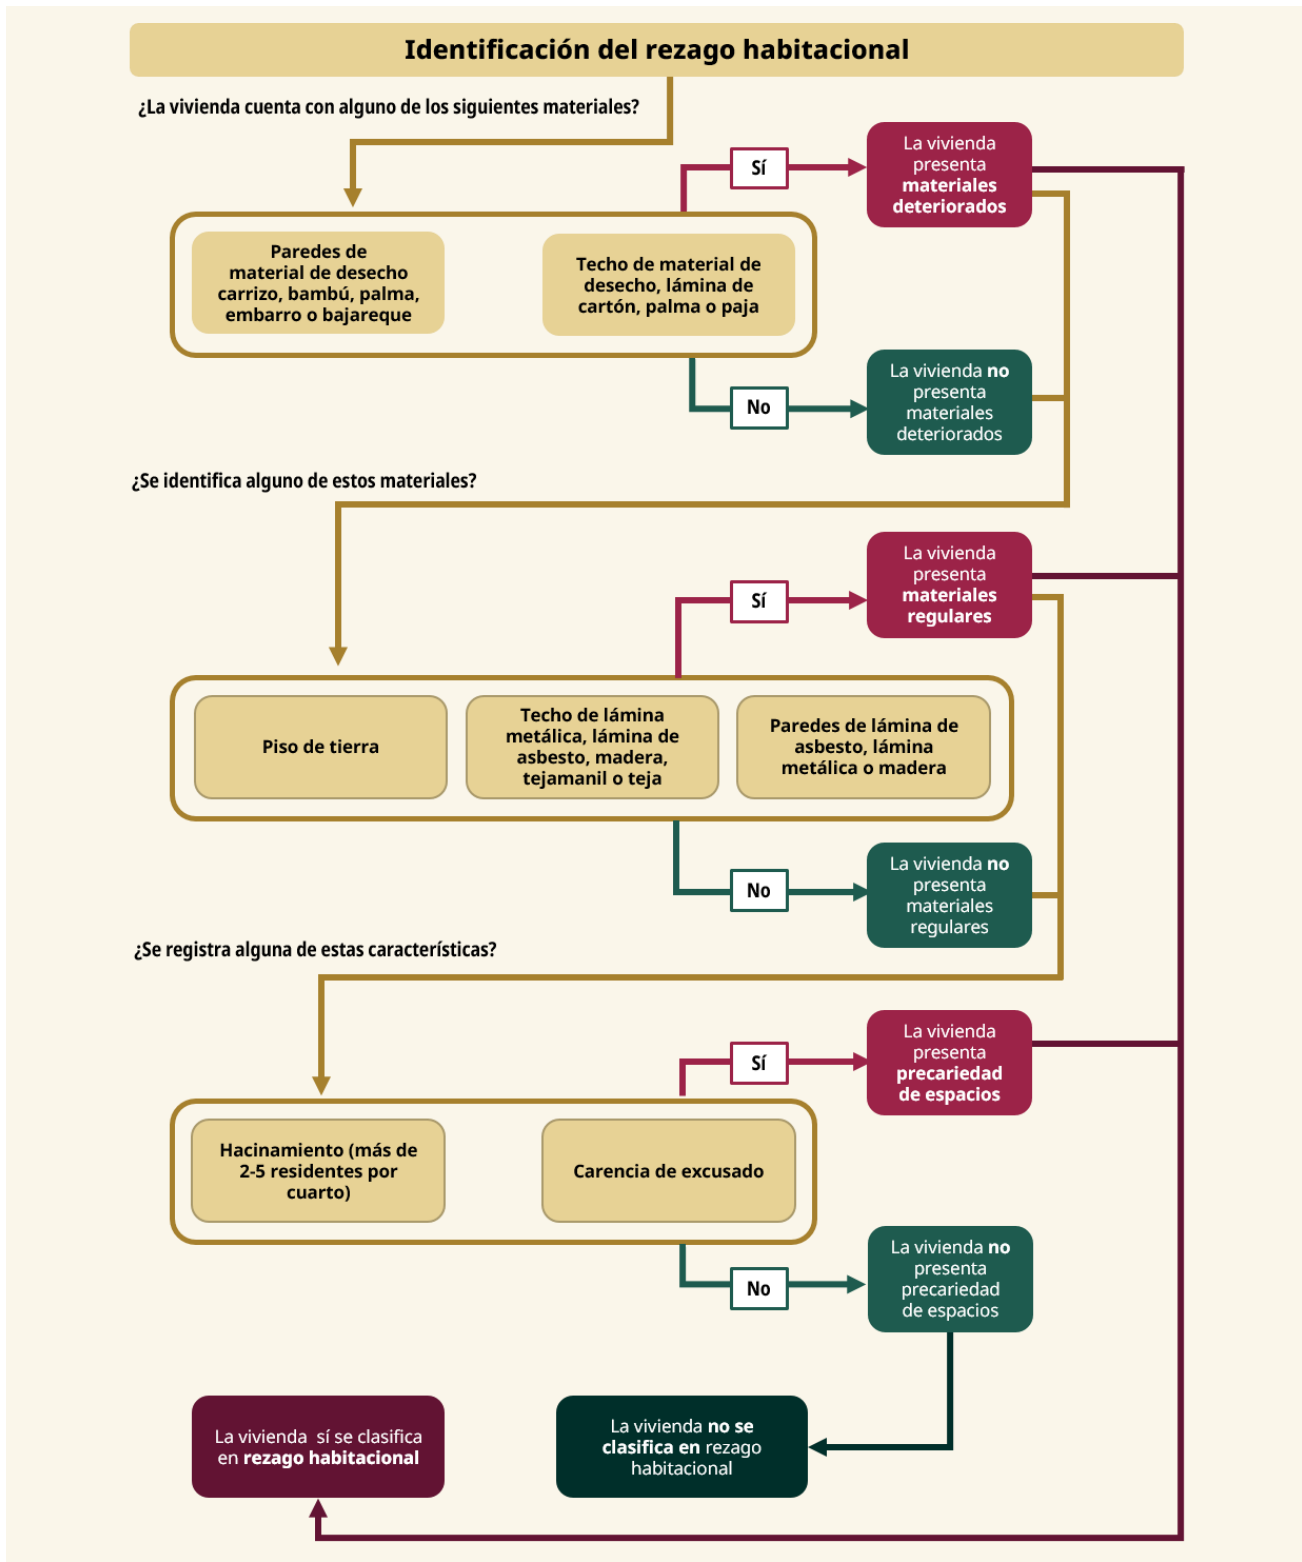 Identificación del rezago habitacional
¿La vivienda cuenta con alguno de los siguientes materiales?
Sí
La vivienda
presenta
materiales
deteriorados
Paredes de
material de desecho
carrizo, bambú, palma,
embarro o bajareque
Techo de material de
desecho, lámina de
cartón, palma o paja
No
La vivienda no
presenta
materiales
deteriorados
¿Se identifica alguno de estos materiales?
Sí
La vivienda
presenta
materiales
regulares
Piso de tierra
Techo de lámina
metálica, lámina de
asbesto, madera,
tejamanil o teja
Paredes de lámina de
asbesto, lámina
metálica o madera
No
La vivienda no
presenta
materiales
regulares
¿Se registra alguna de estas características?
Sí
La vivienda
presenta
precariedad
de espacios
Hacinamiento (más de
2-5 residentes por
cuarto)
Carencia de excusado
No
La vivienda no
presenta
precariedad
de espacios
La vivienda sí se clasifica
en rezago habitacional
La vivienda no se
clasifica en rezago
habitacional